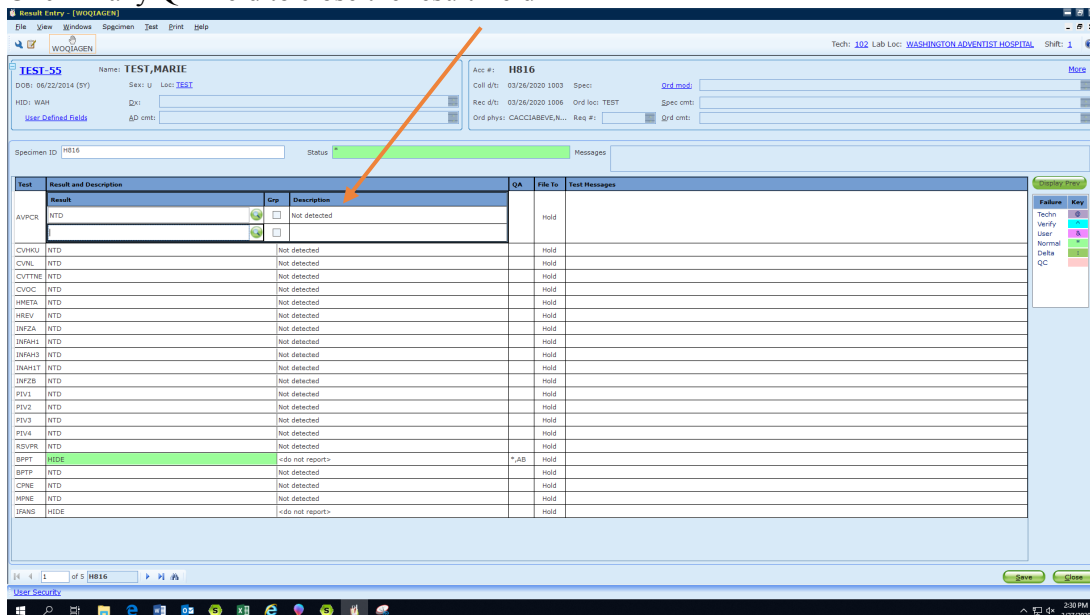 Result Entry - [WOQIAGEN]
File View Windows Specimen Test Print Help
WOQIAGEN
Tech: 102 Lab Loc: WASHINGTON ADVENTIST HOSPITAL Shift: 1
TEST-55 Name: TEST,MARIE
DOB: 06/22/2014 (5Y) Sex: U Loc: TEST
HID: WAH Dx:
User Defined Fields AD cmt:
Acc #: H816 More
Coll d/t: 03/26/2020 1003 Spec: Ord mod:
Rec d/t: 03/26/2020 1006 Ord loc: TEST Spec cmt:
Ord phys: CACCIABEVE,N... Req #: Ord cmt:
Specimen ID H816 Status * Messages
Test Result and Description QA File To Test Messages
Display Prev
Result Grp Description
AVPCR NTD Not detected Hold
CVHKU NTD Not detected Hold
CVNL NTD Not detected Hold
CVTTNE NTD Not detected Hold
CVOC NTD Not detected Hold
HMETA NTD Not detected Hold
HREV NTD Not detected Hold
INFZA NTD Not detected Hold
INFAH1 NTD Not detected Hold
INFAH3 NTD Not detected Hold
INAH1T NTD Not detected Hold
INFZB NTD Not detected Hold
PIV1 NTD Not detected Hold
PIV2 NTD Not detected Hold
PIV3 NTD Not detected Hold
PIV4 NTD Not detected Hold
RSVPR NTD Not detected Hold
BPPT HIDE <do not report> *,AB Hold
BPTP NTD Not detected Hold
CPNE NTD Not detected Hold
MPNE NTD Not detected Hold
IFANS HIDE <do not report> Hold
Failure Key
Techn @
Verify ^
User &
Normal *
Delta !
QC
1 of 5 H816
Save Close
User Security
2:30 PM